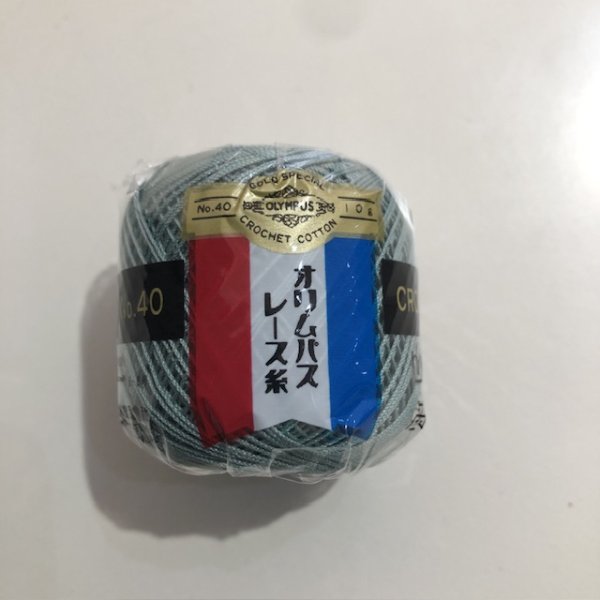 GOLD SPECIAL
No.40 OLYMPUS 10g
CROCHET COTTON
オリムパス
レース糸
No.40
CRO